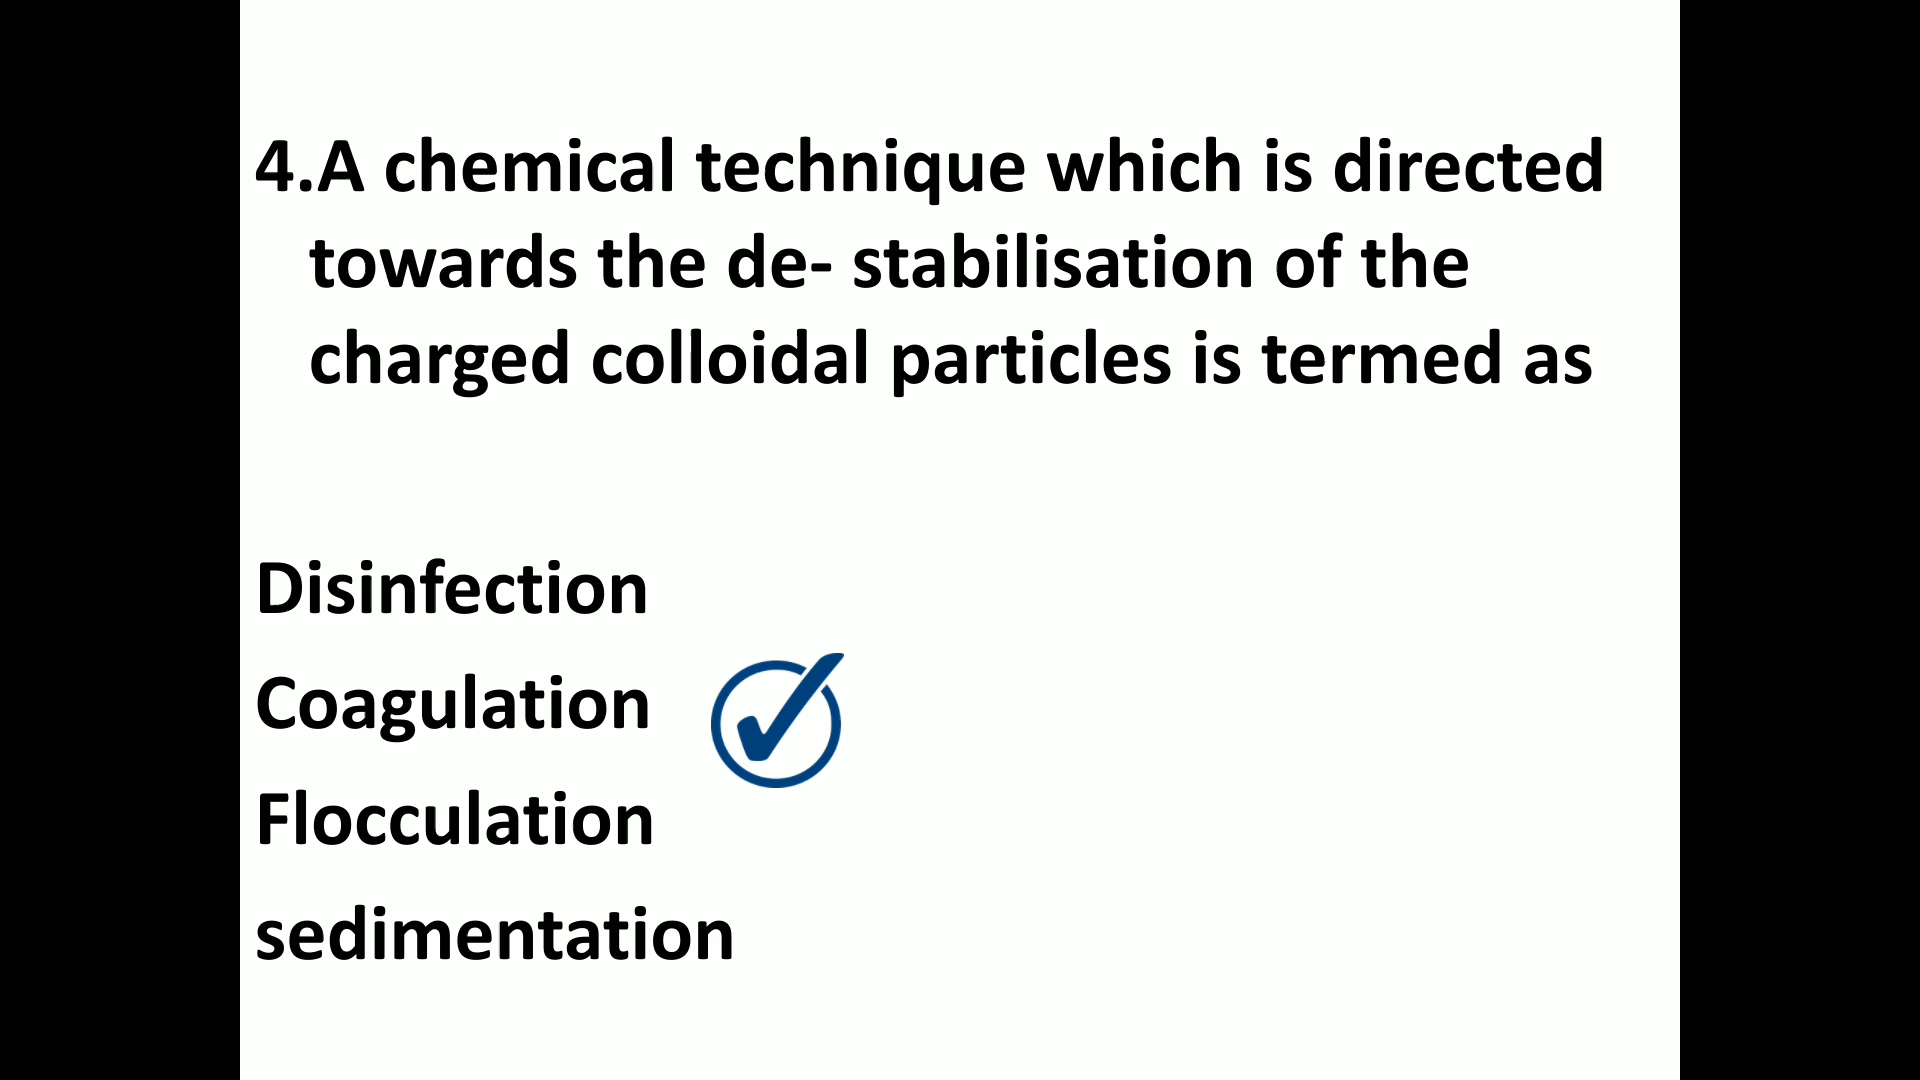 4.A chemical technique which is directed
towards the de- stabilisation of the
charged colloidal particles is termed as
Disinfection
Coagulation
Flocculation
sedimentation